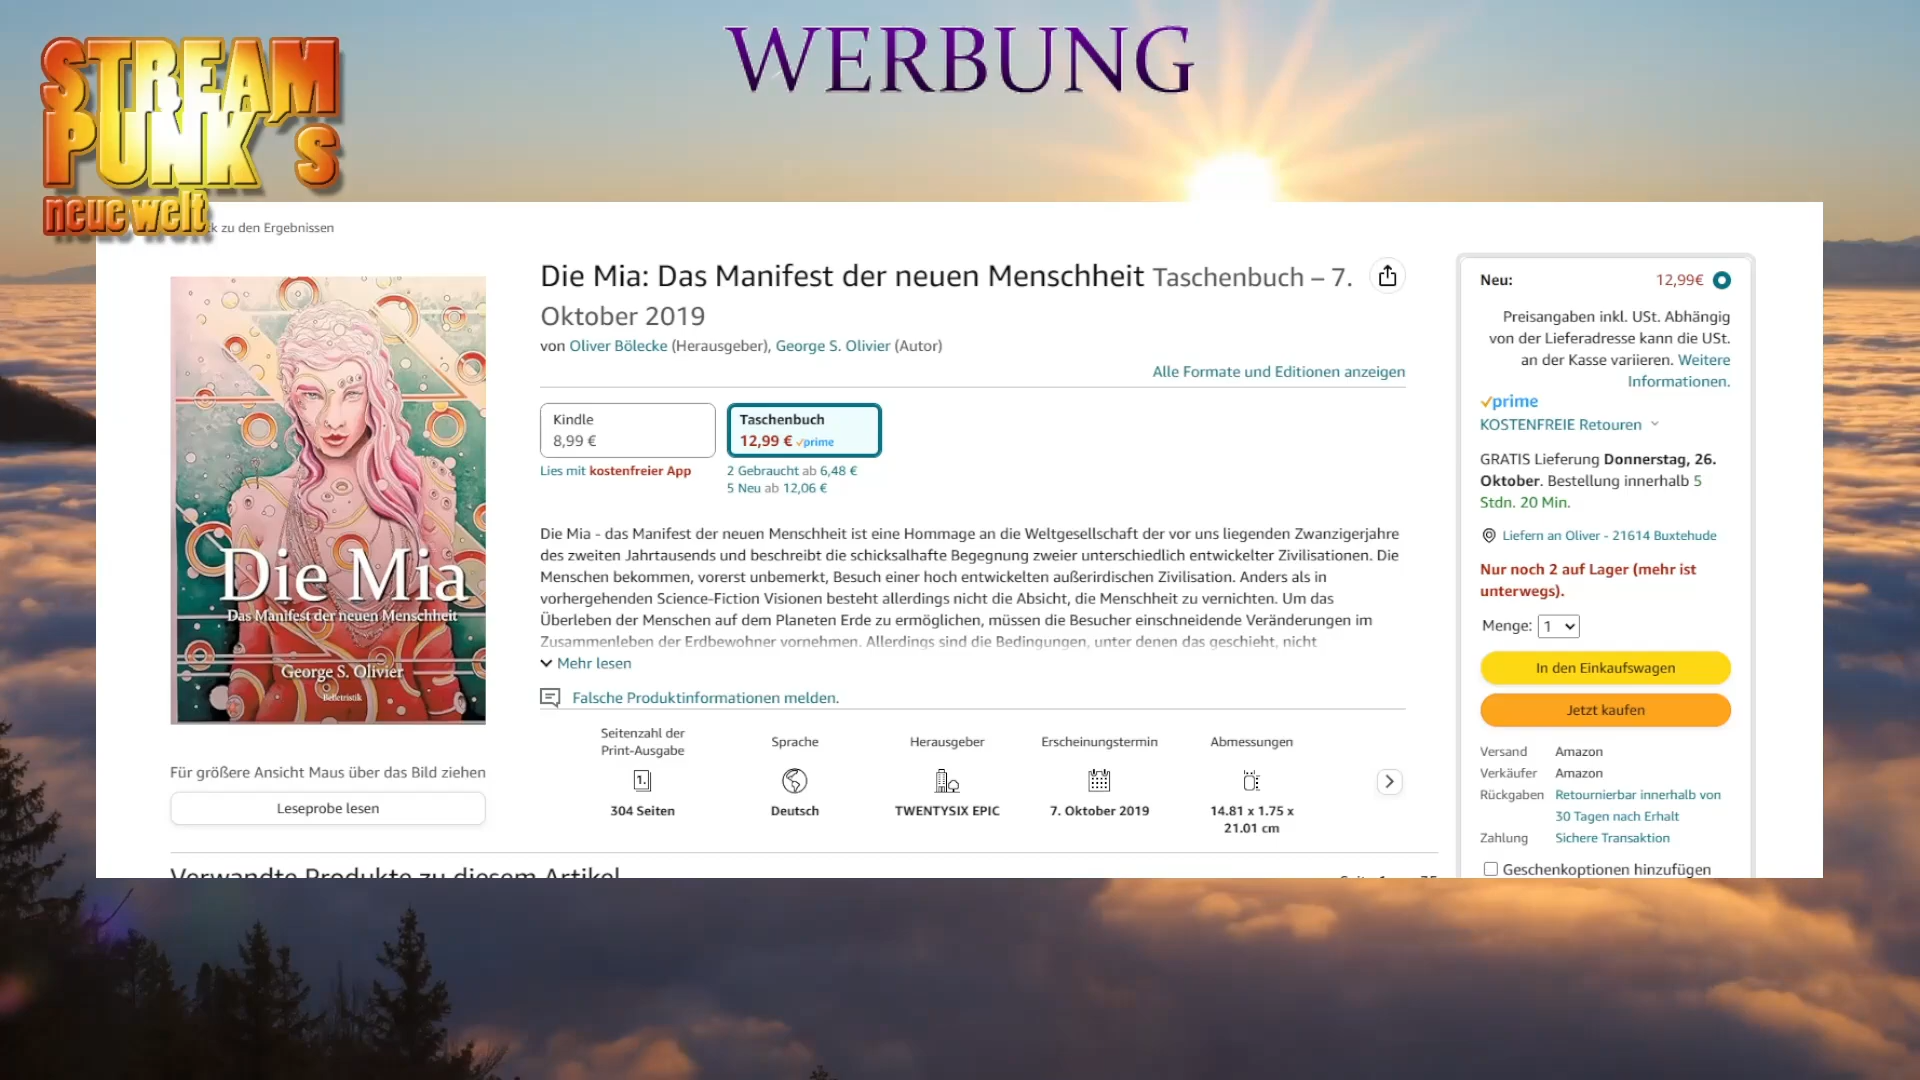 WERBUNG
STREAM
PUNK´S
neue welt
k zu den Ergebnissen
Die Mia
Das Manifest der neuen Menschheit
George S. Olivier
Belletristik
Für größere Ansicht Maus über das Bild ziehen
Leseprobe lesen
Die Mia: Das Manifest der neuen Menschheit Taschenbuch – 7.
Oktober 2019
von Oliver Bölecke (Herausgeber), George S. Olivier (Autor)
Alle Formate und Editionen anzeigen
Kindle
8,99 €
Lies mit kostenfreier App
Taschenbuch
12,99 € prime
2 Gebraucht ab 6,48 €
5 Neu ab 12,06 €
Die Mia - das Manifest der neuen Menschheit ist eine Hommage an die Weltgesellschaft der vor uns liegenden Zwanzigerjahre
des zweiten Jahrtausends und beschreibt die schicksalhafte Begegnung zweier unterschiedlich entwickelter Zivilisationen. Die
Menschen bekommen, vorerst unbemerkt, Besuch einer hoch entwickelten außerirdischen Zivilisation. Anders als in
vorhergehenden Science-Fiction Visionen besteht allerdings nicht die Absicht, die Menschheit zu vernichten. Um das
Überleben der Menschen auf dem Planeten Erde zu ermöglichen, müssen die Besucher einschneidende Veränderungen im
Zusammenleben der Erdbewohner vornehmen. Allerdings sind die Bedingungen, unter denen das geschieht, nicht
Mehr lesen
Falsche Produktinformationen melden.
Seitenzahl der
Print-Ausgabe
1.
304 Seiten
Sprache
Deutsch
Herausgeber
TWENTYSIX EPIC
Erscheinungstermin
7. Oktober 2019
Abmessungen
14.81 x 1.75 x
21.01 cm
Verwandte Produkte zu diesem Artikel
Neu: 12,99€
Preisangaben inkl. USt. Abhängig
von der Lieferadresse kann die USt.
an der Kasse variieren. Weitere
Informationen.
prime
KOSTENFREIE Retouren
GRATIS Lieferung Donnerstag, 26.
Oktober. Bestellung innerhalb 5
Stdn. 20 Min.
Liefern an Oliver - 21614 Buxtehude
Nur noch 2 auf Lager (mehr ist
unterwegs).
Menge: 1
In den Einkaufswagen
Jetzt kaufen
Versand Amazon
Verkäufer Amazon
Rückgaben Retournierbar innerhalb von
30 Tagen nach Erhalt
Zahlung Sichere Transaktion
Geschenkoptionen hinzufügen